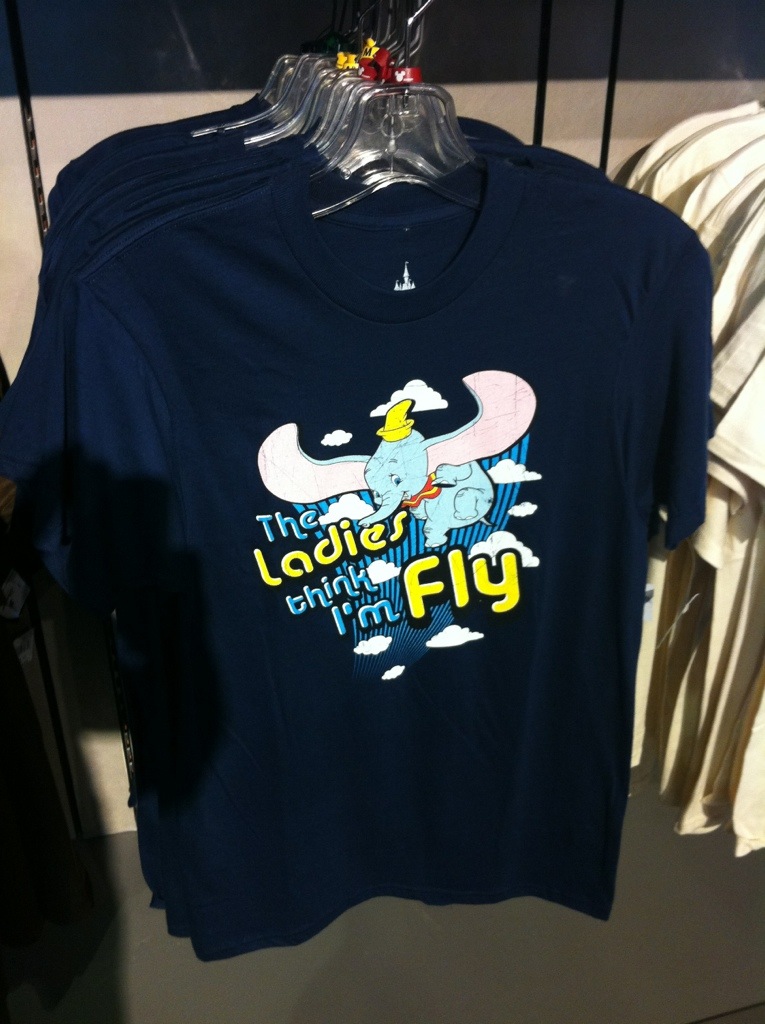 The
Ladies
think
I'm Fly